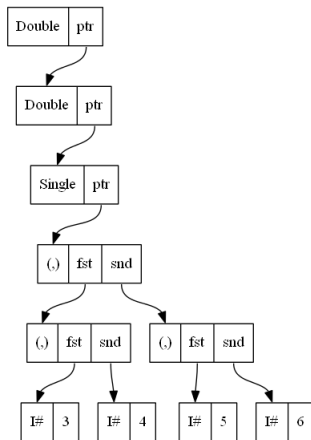 Double ptr
Double ptr
Single ptr
(,) fst snd
(,) fst snd (,) fst snd
I# 3 I# 4 I# 5 I# 6